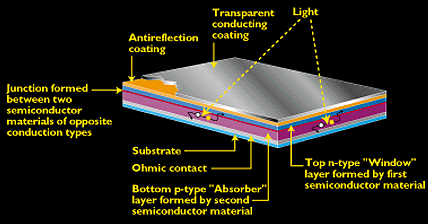 Transparent
conducting
coating
Light
Antireflection
coating
Junction formed
between two
semiconductor
materials of opposite
conduction types
Substrate
Ohmic contact
Bottom p-type "Absorber"
layer formed by second
semiconductor material
Top n-type "Window"
layer formed by first
semiconductor material